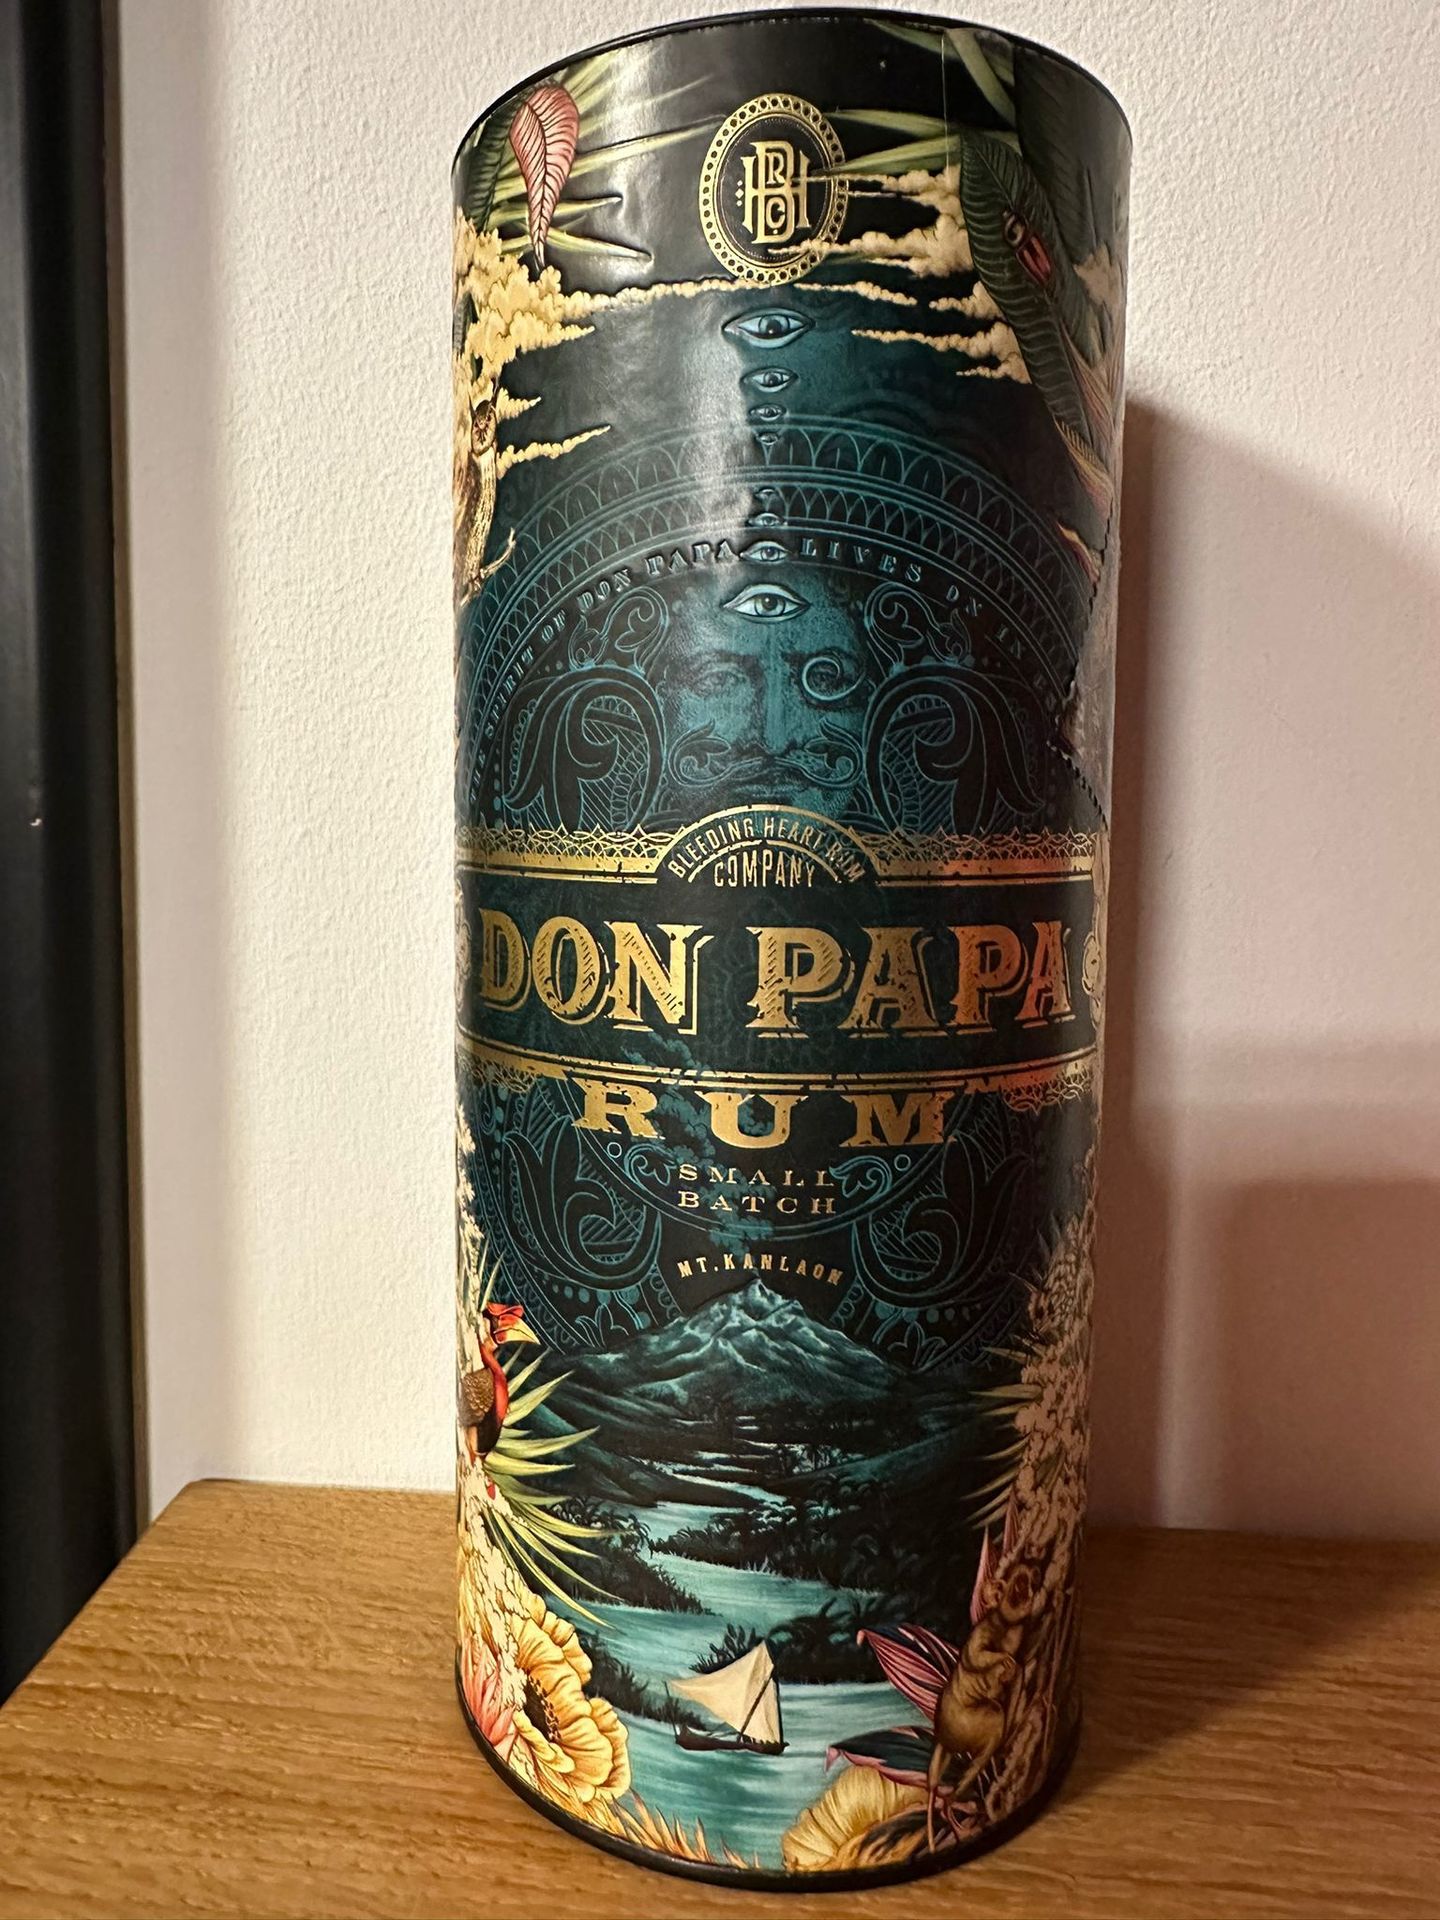 BHRC
THE SPIRIT OF DON PAPA LIVES ON IN
BLEEDING HEART RUM
COMPANY
DON PAPA
RUM
SMALL
BATCH
MT. KANLAON